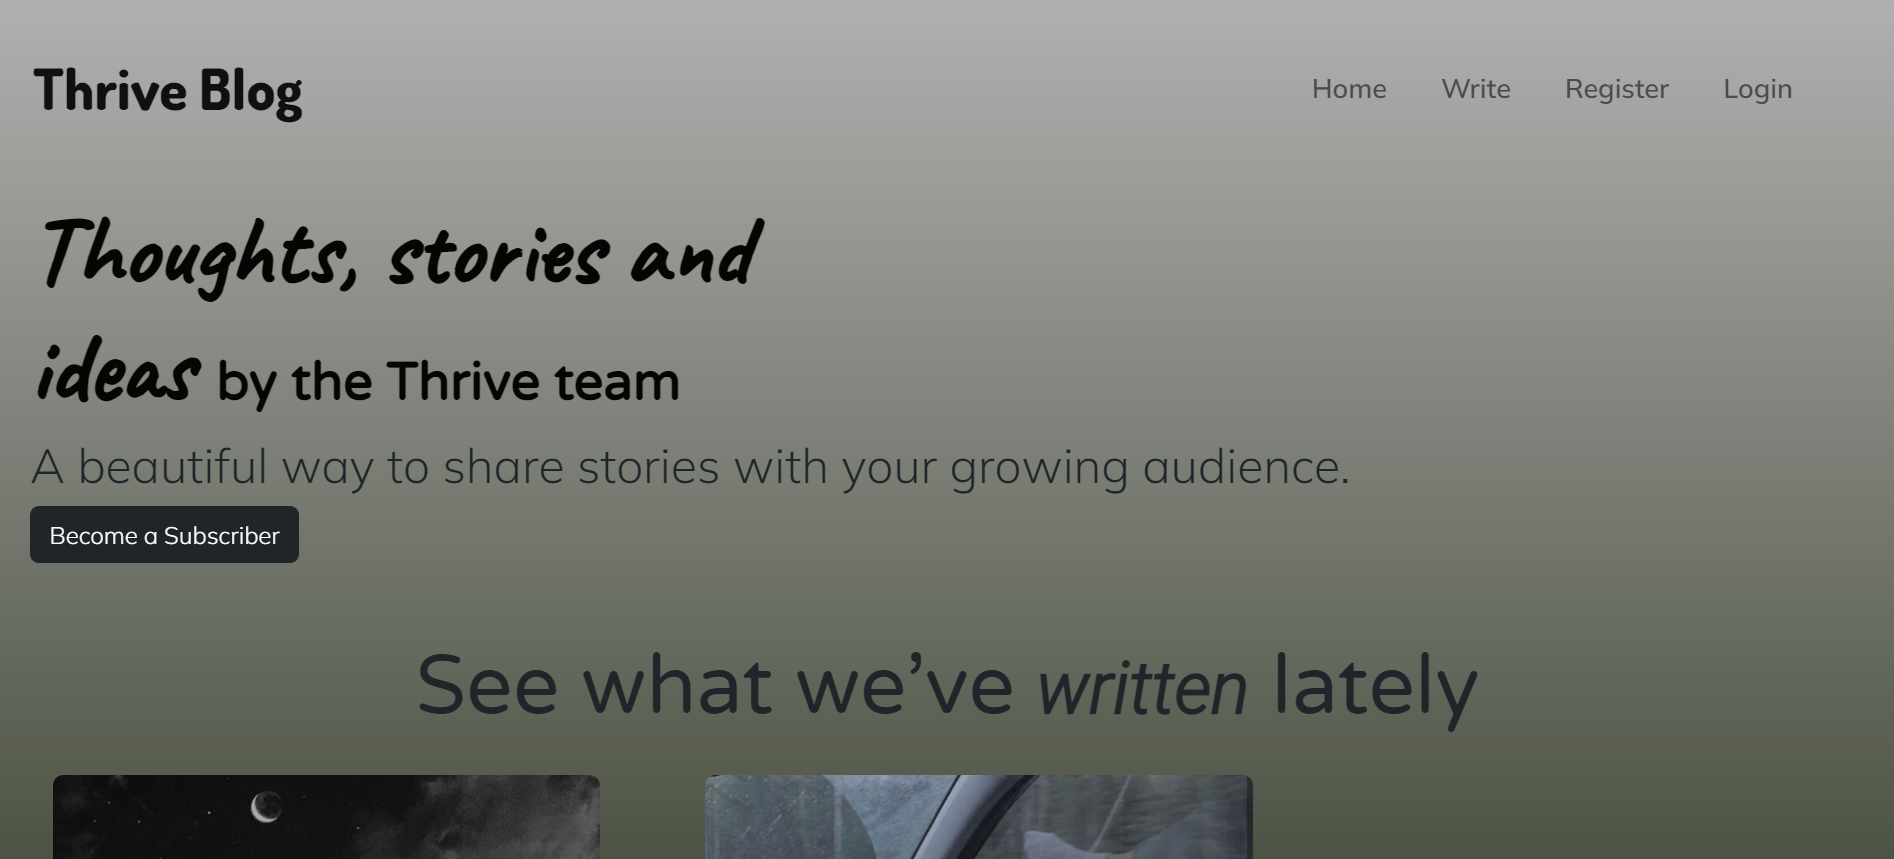 Thrive Blog
Home Write Register Login
Thoughts, stories and
ideas by the Thrive team
A beautiful way to share stories with your growing audience.
Become a Subscriber
See what we’ve written lately